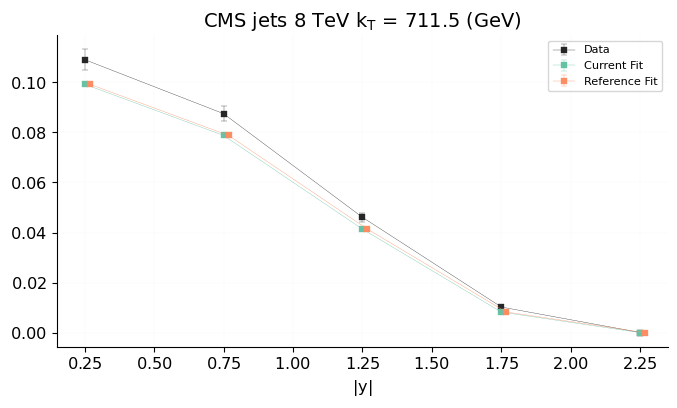 CMS jets 8 TeV k_T = 711.5 (GeV)
Data
Current Fit
Reference Fit
0.10
0.08
0.06
0.04
0.02
0.00
0.25 0.50 0.75 1.00 1.25 1.50 1.75 2.00 2.25
|y|